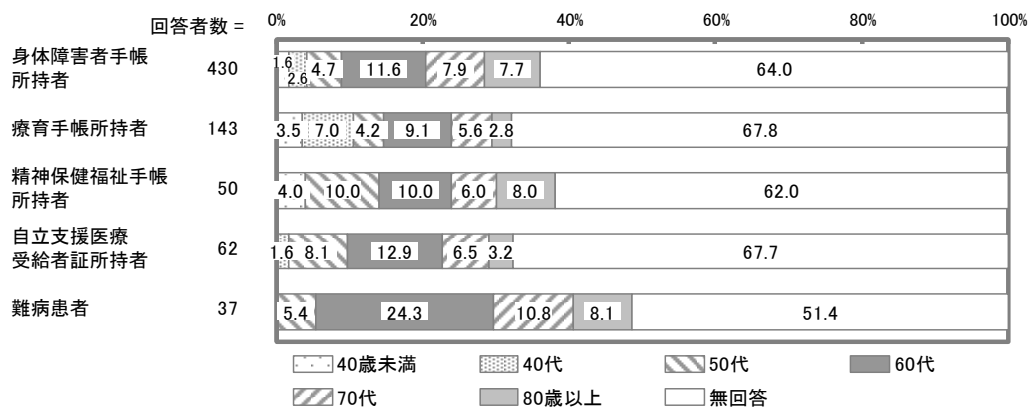 回答者数 = 0% 20% 40% 60% 80% 100%
身体障害者手帳
所持者 430 1.6 2.6 4.7 11.6 7.9 7.7 64.0
療育手帳所持者 143 3.5 7.0 4.2 9.1 5.6 2.8 67.8
精神保健福祉手帳
所持者 50 4.0 10.0 10.0 6.0 8.0 62.0
自立支援医療
受給者証所持者 62 1.6 8.1 12.9 6.5 3.2 67.7
難病患者 37 5.4 24.3 10.8 8.1 51.4
40歳未満 40代 50代 60代
70代 80歳以上 無回答